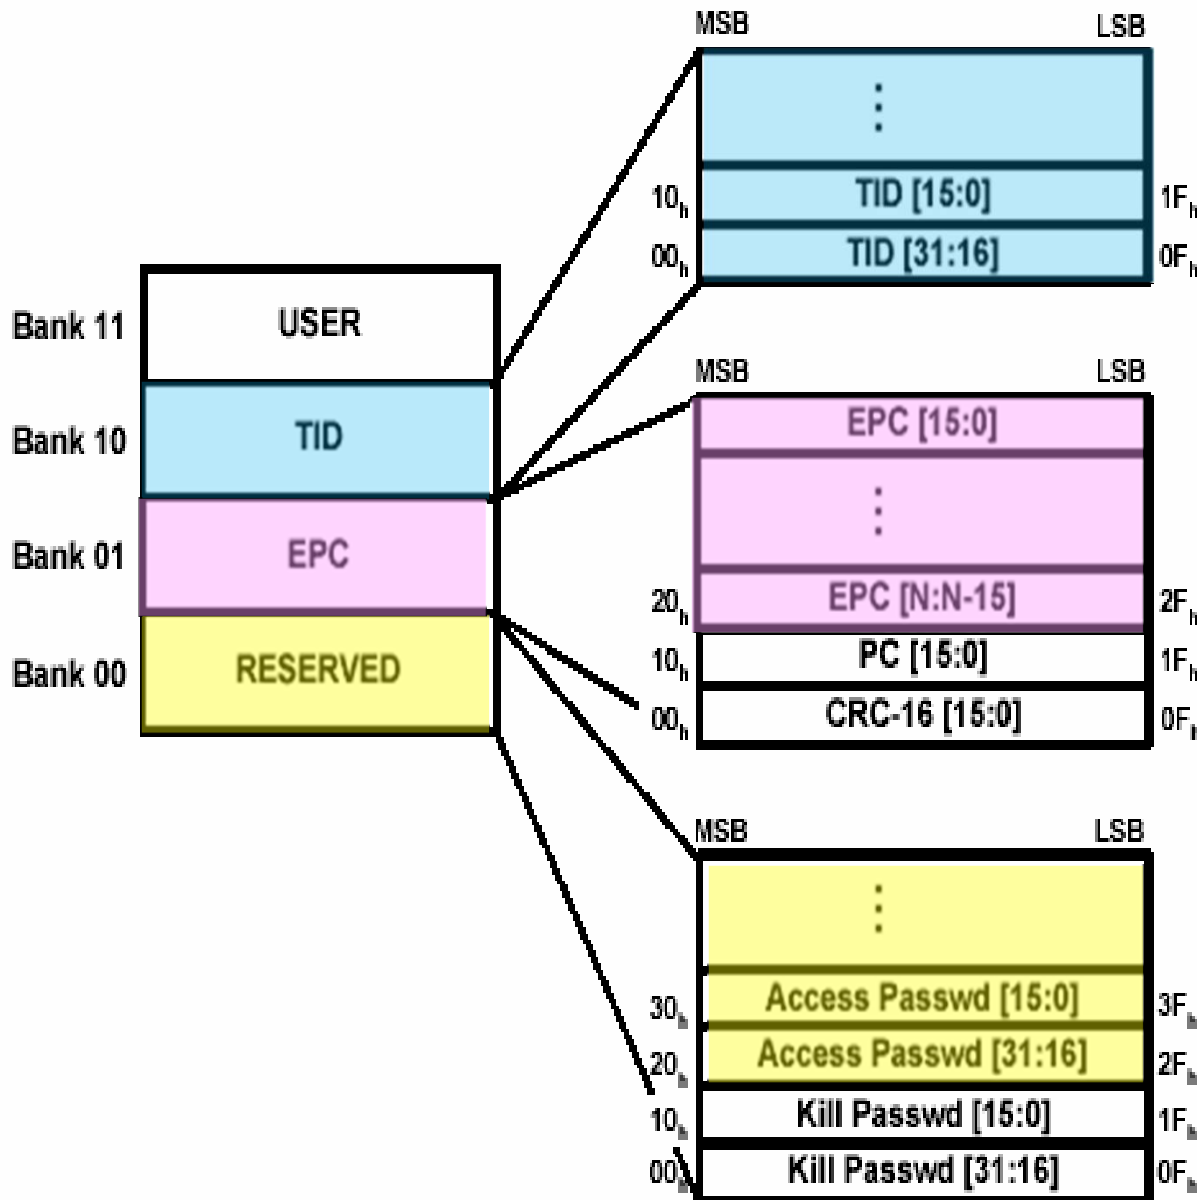 MSB LSB
⋮
10h TID [15:0] 1Fh
00h TID [31:16] 0Fh
Bank 11 USER
Bank 10 TID
Bank 01 EPC
Bank 00 RESERVED
MSB LSB
EPC [15:0]
⋮
20h EPC [N:N-15] 2Fh
10h PC [15:0] 1Fh
00h CRC-16 [15:0] 0Fh
MSB LSB
⋮
30h Access Passwd [15:0] 3Fh
20h Access Passwd [31:16] 2Fh
10h Kill Passwd [15:0] 1Fh
00h Kill Passwd [31:16] 0Fh